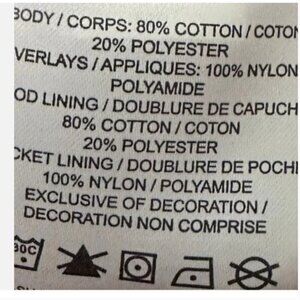 BODY / CORPS: 80% COTTON / COTON
20% POLYESTER
VERLAYS / APPLIQUES: 100% NYLON
POLYAMIDE
OD LINING / DOUBLURE DE CAPUCH
80% COTTON / COTON
20% POLYESTER
CKET LINING / DOUBLURE DE POCH
100% NYLON / POLYAMIDE
EXCLUSIVE OF DECORATION /
DECORATION NON COMPRISE
30C